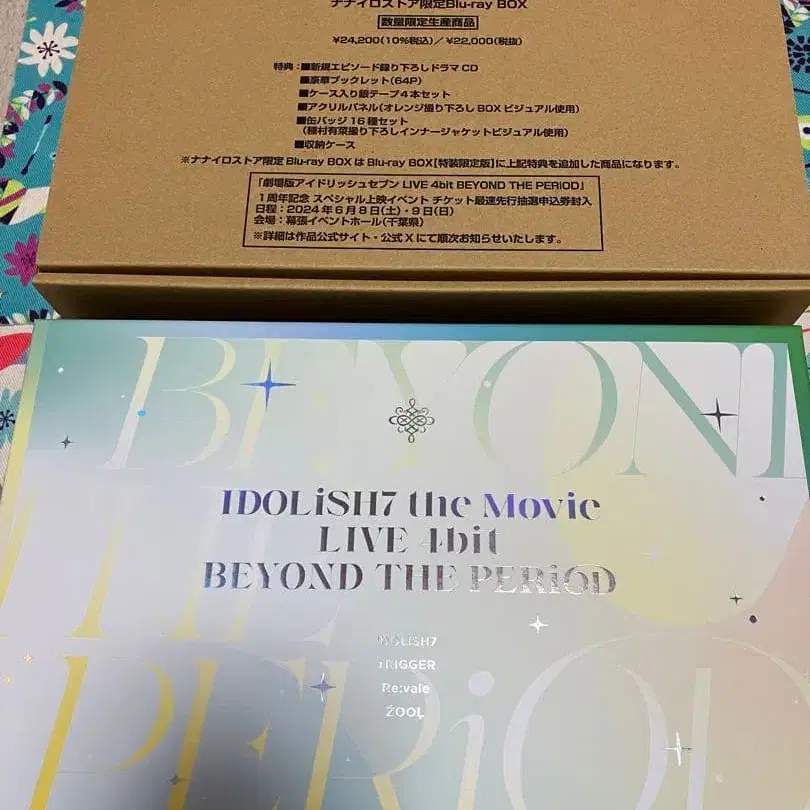 ナナイロストア限定Blu-ray BOX
数量限定生産商品
¥24,200(10%税込)／¥22,000(税抜)
特典：■新規エピソード録り下ろしドラマCD
■豪華ブックレット(64P)
■ケース入り銀テープ4本セット
■アクリルパネル(オレンジ撮り下ろしBOXビジュアル使用)
■缶バッジ16種セット
(種村有菜撮り下ろしインナージャケットビジュアル使用)
■収納ケース
※ナナイロストア限定Blu-ray BOXはBlu-ray BOX【特装限定版】に上記特典を追加した商品になります。
「劇場版アイドリッシュセブン LIVE 4bit BEYOND THE PERiOD」
1周年記念 スペシャル上映イベント チケット最速先行抽選申込券封入
日程：2024年6月8日(土)・9日(日)
会場：幕張イベントホール(千葉県)
※詳細は作品公式サイト・公式Xにて順次お知らせいたします。
BEYON
IDOLiSH7 the Movie
LIVE 4bit
BEYOND THE PERiOD
THE
IDOLiSH7
TRIGGER
Re:vale
ŹOOĻ
PERiOD